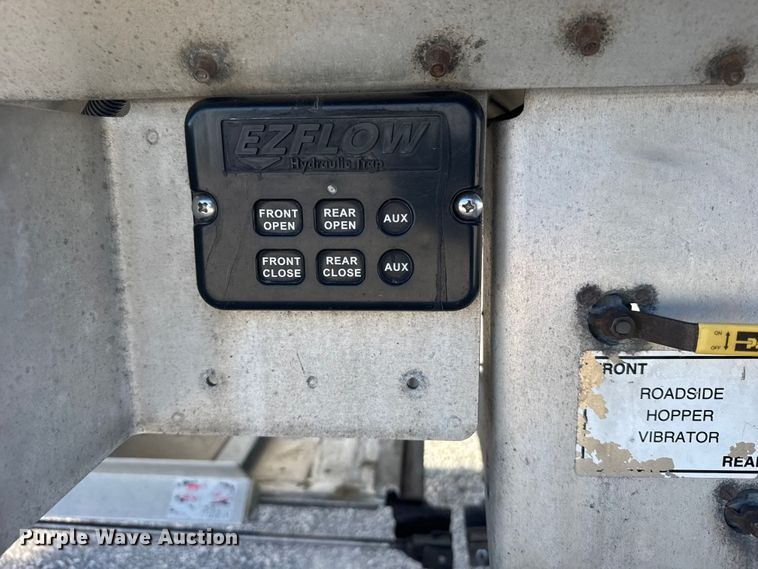 EZFLOW
Hydraulic Trap
FRONT OPEN
REAR OPEN
AUX
FRONT CLOSE
REAR CLOSE
AUX
ON
OFF
FRONT
ROADSIDE
HOPPER
VIBRATOR
REAR
Purple Wave Auction